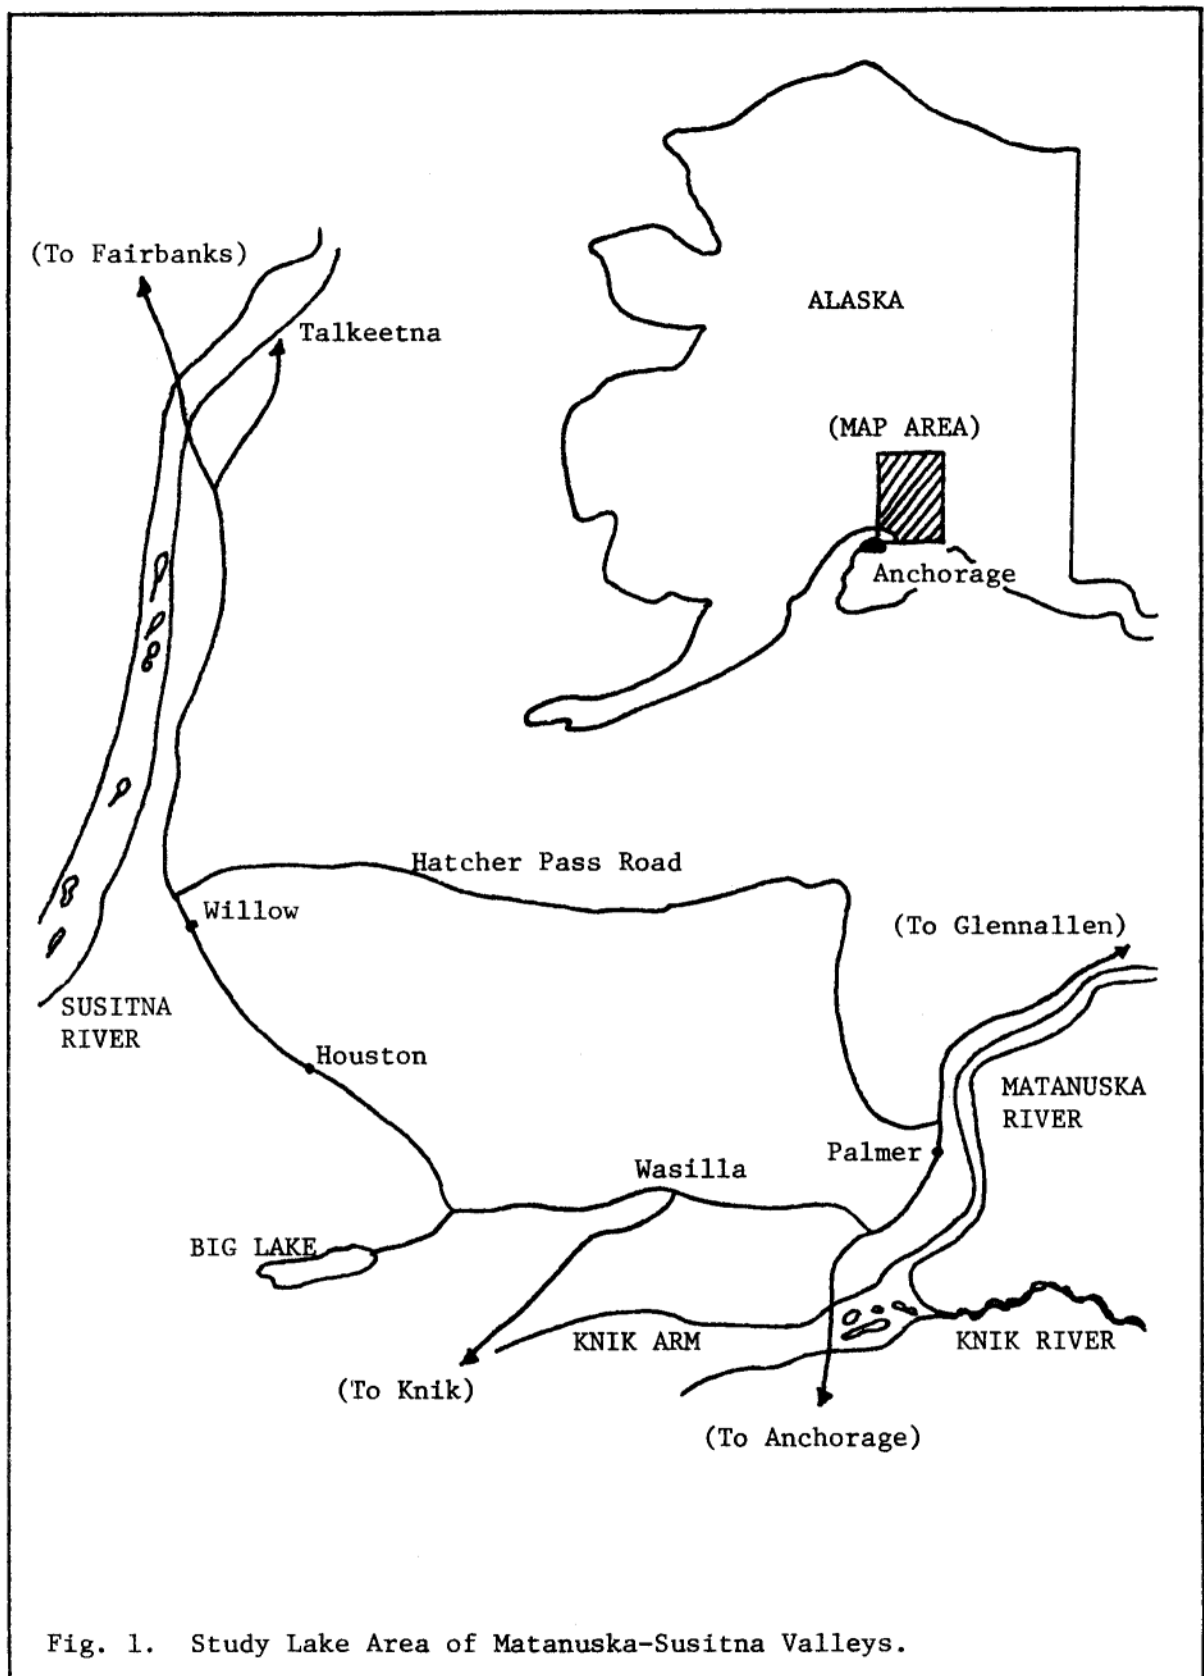 (To Fairbanks)
Talkeetna
ALASKA
(MAP AREA)
Anchorage
Hatcher Pass Road
Willow
(To Glennallen)
SUSITNA
RIVER
Houston
MATANUSKA
RIVER
Palmer
Wasilla
BIG LAKE
KNIK ARM
KNIK RIVER
(To Knik)
(To Anchorage)
Fig. 1. Study Lake Area of Matanuska-Susitna Valleys.